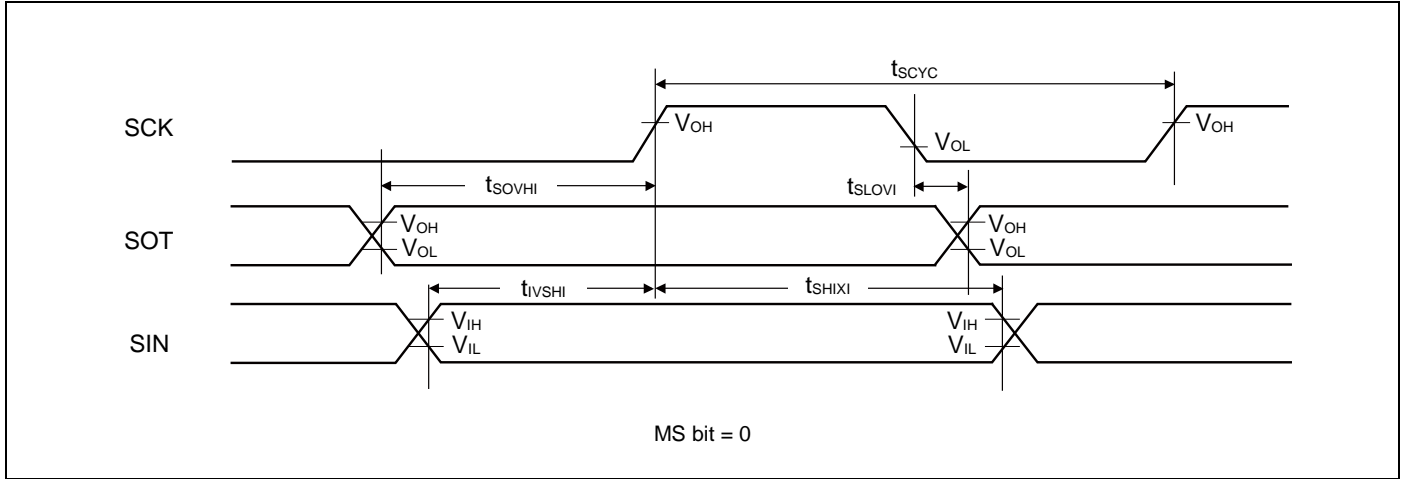 tSCYC
SCK
VOH
VOL
VOH
tSOVHI
tSLOVI
SOT
VOH
VOL
VOH
VOL
tIVSHI
tSHIXI
SIN
VIH
VIL
VIH
VIL
MS bit = 0